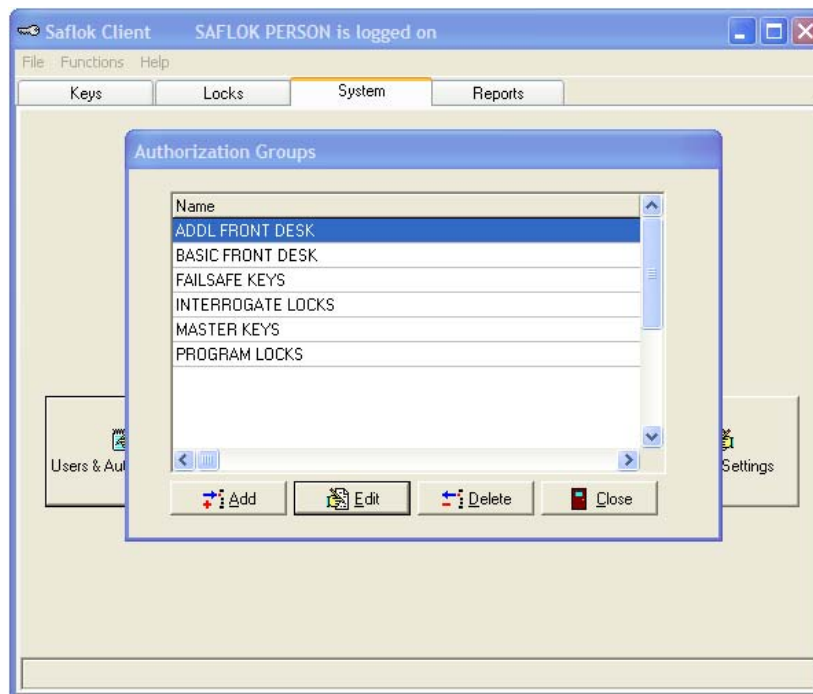 Saflok Client SAFLOK PERSON is logged on
File Functions Help
Keys Locks System Reports
Authorization Groups
Name
ADDL FRONT DESK
BASIC FRONT DESK
FAILSAFE KEYS
INTERROGATE LOCKS
MASTER KEYS
PROGRAM LOCKS
Users & Aut
Settings
Add Edit Delete Close